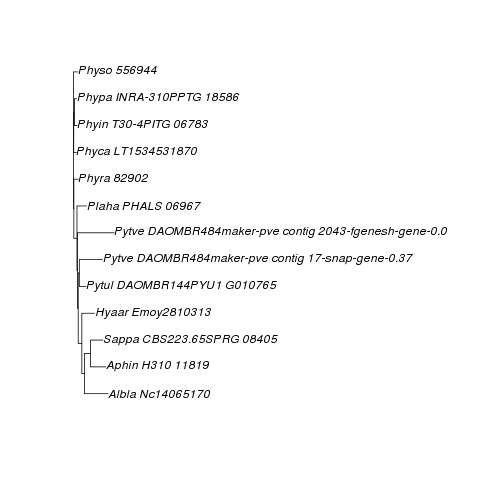 Physo 556944
Phypa INRA-310PPTG 18586
Phyin T30-4PITG 06783
Phyca LT1534531870
Phyra 82902
Plaha PHALS 06967
Pytve DAOMBR484maker-pve contig 2043-fgenesh-gene-0.0
Pytve DAOMBR484maker-pve contig 17-snap-gene-0.37
Pytul DAOMBR144PYU1 G010765
Hyaar Emoy2810313
Sappa CBS223.65SPRG 08405
Aphin H310 11819
Albla Nc14065170